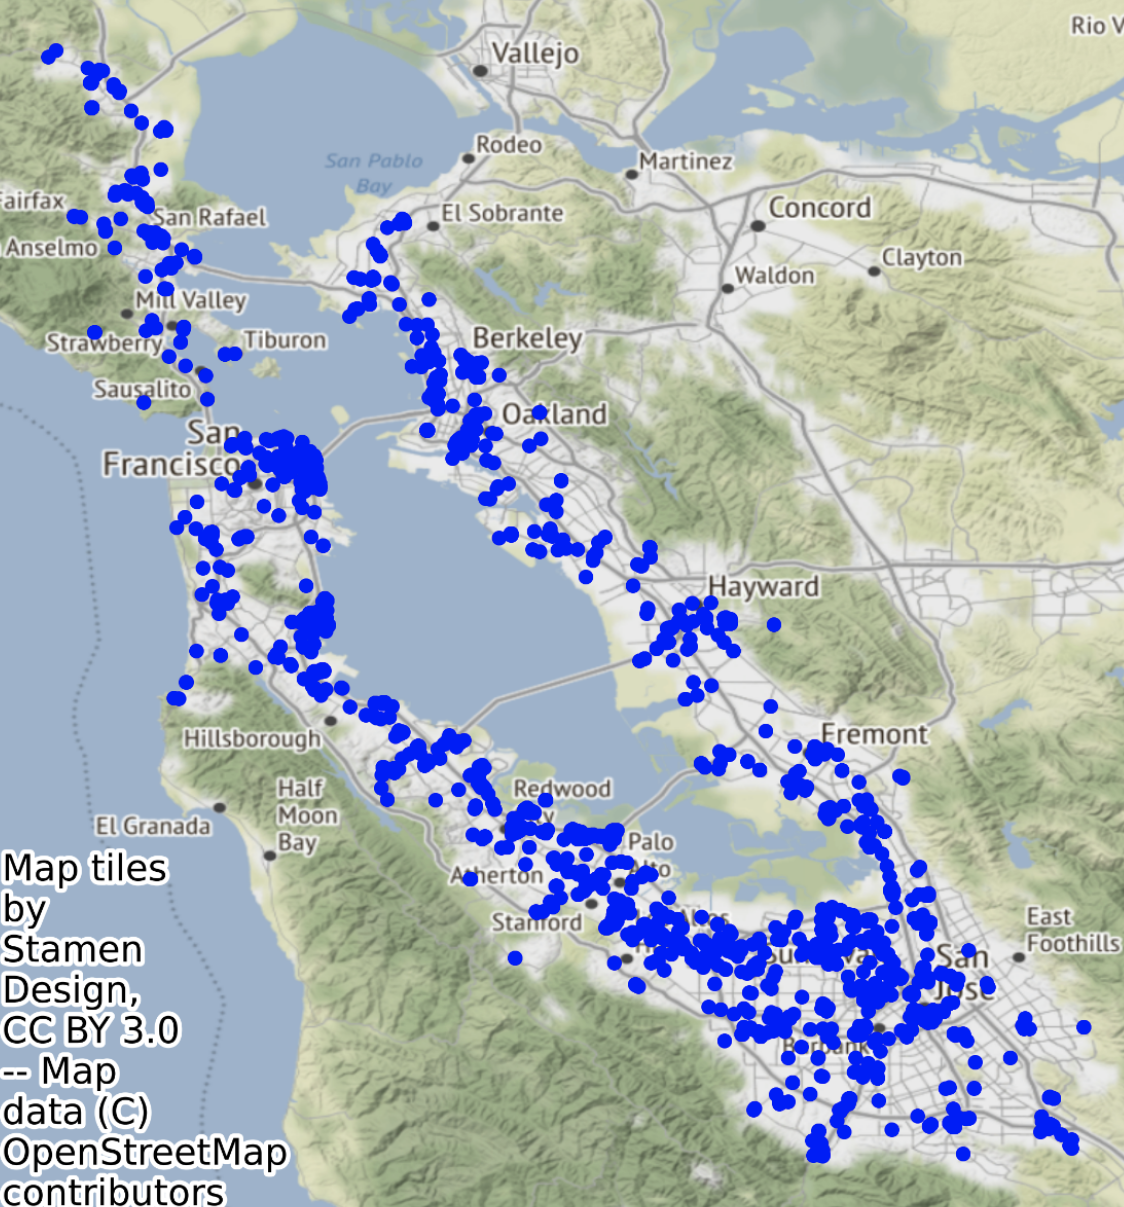 Rio V
Vallejo
Rodeo
Martinez
San Pablo
Bay
Fairfax
El Sobrante
Concord
San Rafael
Anselmo
Clayton
Waldon
Mill Valley
Strawberry
Tiburon
Berkeley
Sausalito
Oakland
San
Francisco
Hayward
Hillsborough
Fremont
Half
Moon
Bay
Redwood
El Granada
Palo
Alto
Atherton
Stanford
East
Foothills
San
Jose
Burbank
Map tiles
by
Stamen
Design,
CC BY 3.0
-- Map
data (C)
OpenStreetMap
contributors